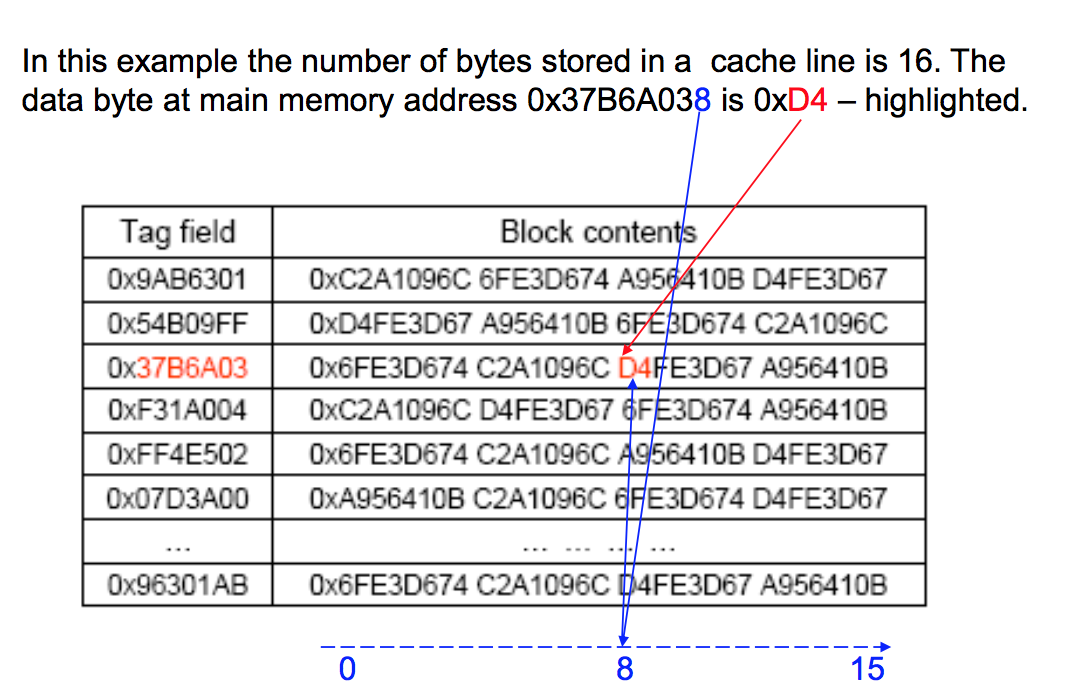 In this example the number of bytes stored in a cache line is 16. The
data byte at main memory address 0x37B6A038 is 0xD4 – highlighted.
Tag field Block contents
0x9AB6301 0xC2A1096C 6FE3D674 A956410B D4FE3D67
0x54B09FF 0xD4FE3D67 A956410B 6FE3D674 C2A1096C
0x37B6A03 0x6FE3D674 C2A1096C D4FE3D67 A956410B
0xF31A004 0xC2A1096C D4FE3D67 6FE3D674 A956410B
0xFF4E502 0x6FE3D674 C2A1096C A956410B D4FE3D67
0x07D3A00 0xA956410B C2A1096C 6FE3D674 D4FE3D67
... ... ... ... ...
0x96301AB 0x6FE3D674 C2A1096C D4FE3D67 A956410B
0 8 15